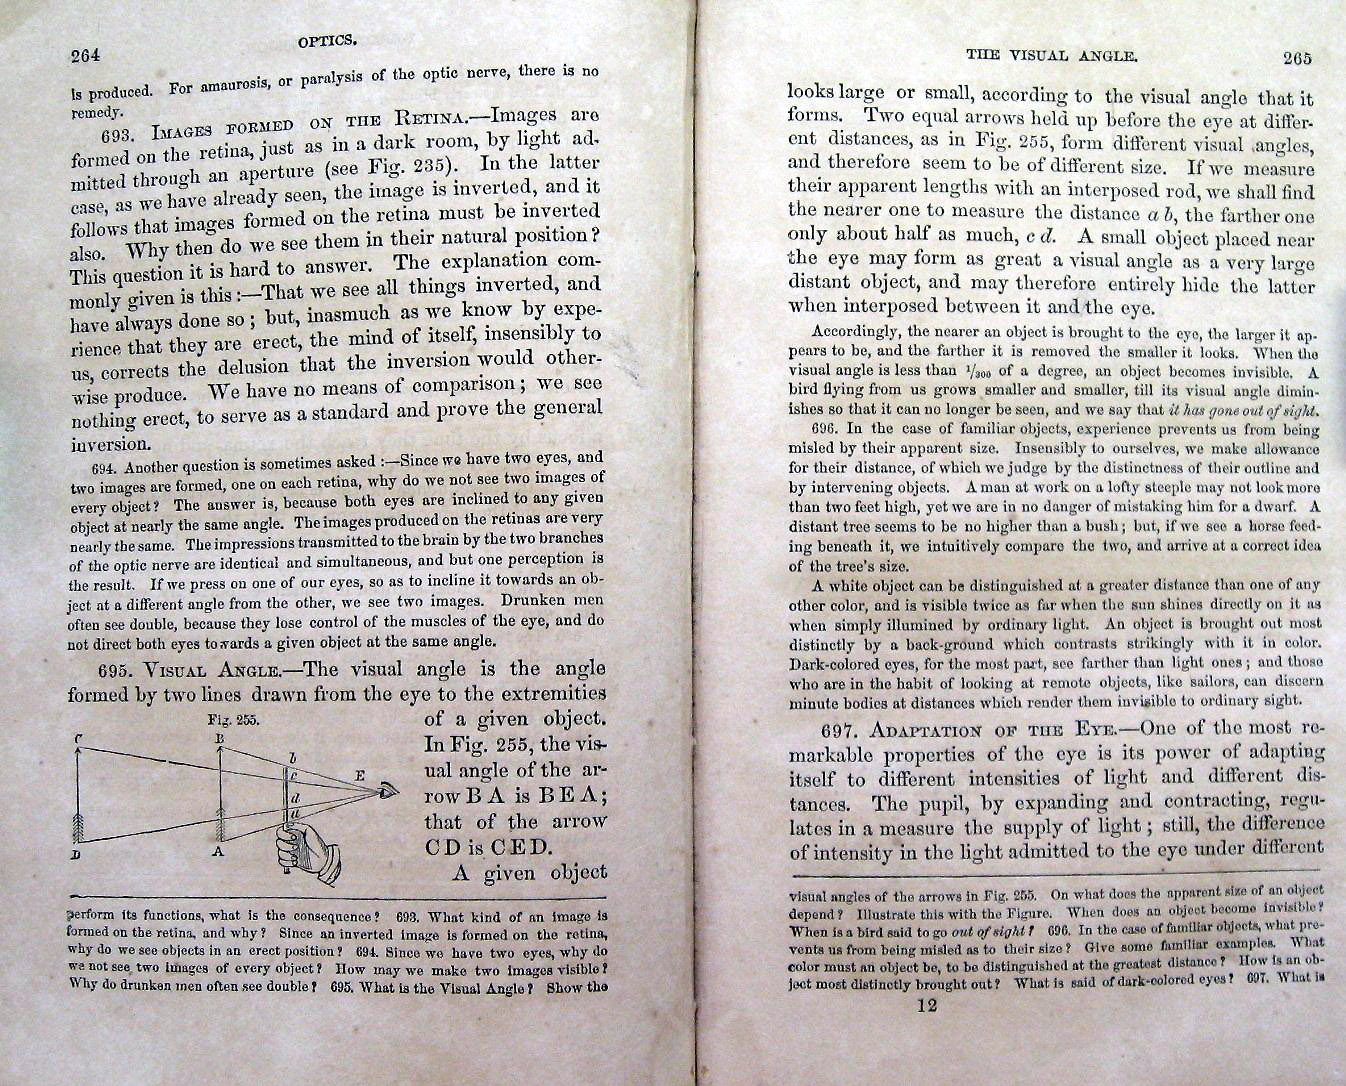 264
OPTICS.
is produced. For amaurosis, or paralysis of the optic nerve, there is no
remedy.
693. IMAGES FORMED ON THE RETINA.—Images are
formed on the retina, just as in a dark room, by light ad-
mitted through an aperture (see Fig. 235). In the latter
case, as we have already seen, the image is inverted, and it
follows that images formed on the retina must be inverted
also. Why then do we see them in their natural position?
This question it is hard to answer. The explanation com-
monly given is this:—That we see all things inverted, and
have always done so; but, inasmuch as we know by expe-
rience that they are erect, the mind of itself, insensibly to
us, corrects the delusion that the inversion would other-
wise produce. We have no means of comparison; we see
nothing erect, to serve as a standard and prove the general
inversion.
694. Another question is sometimes asked:—Since we have two eyes, and
two images are formed, one on each retina, why do we not see two images of
every object? The answer is, because both eyes are inclined to any given
object at nearly the same angle. The images produced on the retinas are very
nearly the same. The impressions transmitted to the brain by the two branches
of the optic nerve are identical and simultaneous, and but one perception is
the result. If we press on one of our eyes, so as to incline it towards an ob-
ject at a different angle from the other, we see two images. Drunken men
often see double, because they lose control of the muscles of the eye, and do
not direct both eyes towards a given object at the same angle.
695. VISUAL ANGLE.—The visual angle is the angle
formed by two lines drawn from the eye to the extremities
Fig. 255.
C
B
b
c
E
d
a
D
A
of a given object.
In Fig. 255, the vis-
ual angle of the ar-
row B A is B E A;
that of the arrow
C D is C E D.
A given object
perform its functions, what is the consequence? 693. What kind of an image is
formed on the retina, and why? Since an inverted image is formed on the retina,
why do we see objects in an erect position? 694. Since we have two eyes, why do
we not see two images of every object? How may we make two images visible?
Why do drunken men often see double? 695. What is the Visual Angle? Show the
THE VISUAL ANGLE.
265
looks large or small, according to the visual angle that it
forms. Two equal arrows held up before the eye at differ-
ent distances, as in Fig. 255, form different visual angles,
and therefore seem to be of different size. If we measure
their apparent lengths with an interposed rod, we shall find
the nearer one to measure the distance a b, the farther one
only about half as much, c d. A small object placed near
the eye may form as great a visual angle as a very large
distant object, and may therefore entirely hide the latter
when interposed between it and the eye.
Accordingly, the nearer an object is brought to the eye, the larger it ap-
pears to be, and the farther it is removed the smaller it looks. When the
visual angle is less than 1/300 of a degree, an object becomes invisible. A
bird flying from us grows smaller and smaller, till its visual angle dimin-
ishes so that it can no longer be seen, and we say that it has gone out of sight.
696. In the case of familiar objects, experience prevents us from being
misled by their apparent size. Insensibly to ourselves, we make allowance
for their distance, of which we judge by the distinctness of their outline and
by intervening objects. A man at work on a lofty steeple may not look more
than two feet high, yet we are in no danger of mistaking him for a dwarf. A
distant tree seems to be no higher than a bush; but, if we see a horse feed-
ing beneath it, we intuitively compare the two, and arrive at a correct idea
of the tree's size.
A white object can be distinguished at a greater distance than one of any
other color, and is visible twice as far when the sun shines directly on it as
when simply illumined by ordinary light. An object is brought out most
distinctly by a back-ground which contrasts strikingly with it in color.
Dark-colored eyes, for the most part, see farther than light ones; and those
who are in the habit of looking at remote objects, like sailors, can discern
minute bodies at distances which render them invisible to ordinary sight.
697. ADAPTATION OF THE EYE.—One of the most re-
markable properties of the eye is its power of adapting
itself to different intensities of light and different dis-
tances. The pupil, by expanding and contracting, regu-
lates in a measure the supply of light; still, the difference
of intensity in the light admitted to the eye under different
visual angles of the arrows in Fig. 255. On what does the apparent size of an object
depend? Illustrate this with the Figure. When does an object become invisible?
When is a bird said to go out of sight? 696. In the case of familiar objects, what pre-
vents us from being misled as to their size? Give some familiar examples. What
color must an object be, to be distinguished at the greatest distance? How is an ob-
ject most distinctly brought out? What is said of dark-colored eyes? 697. What is
12